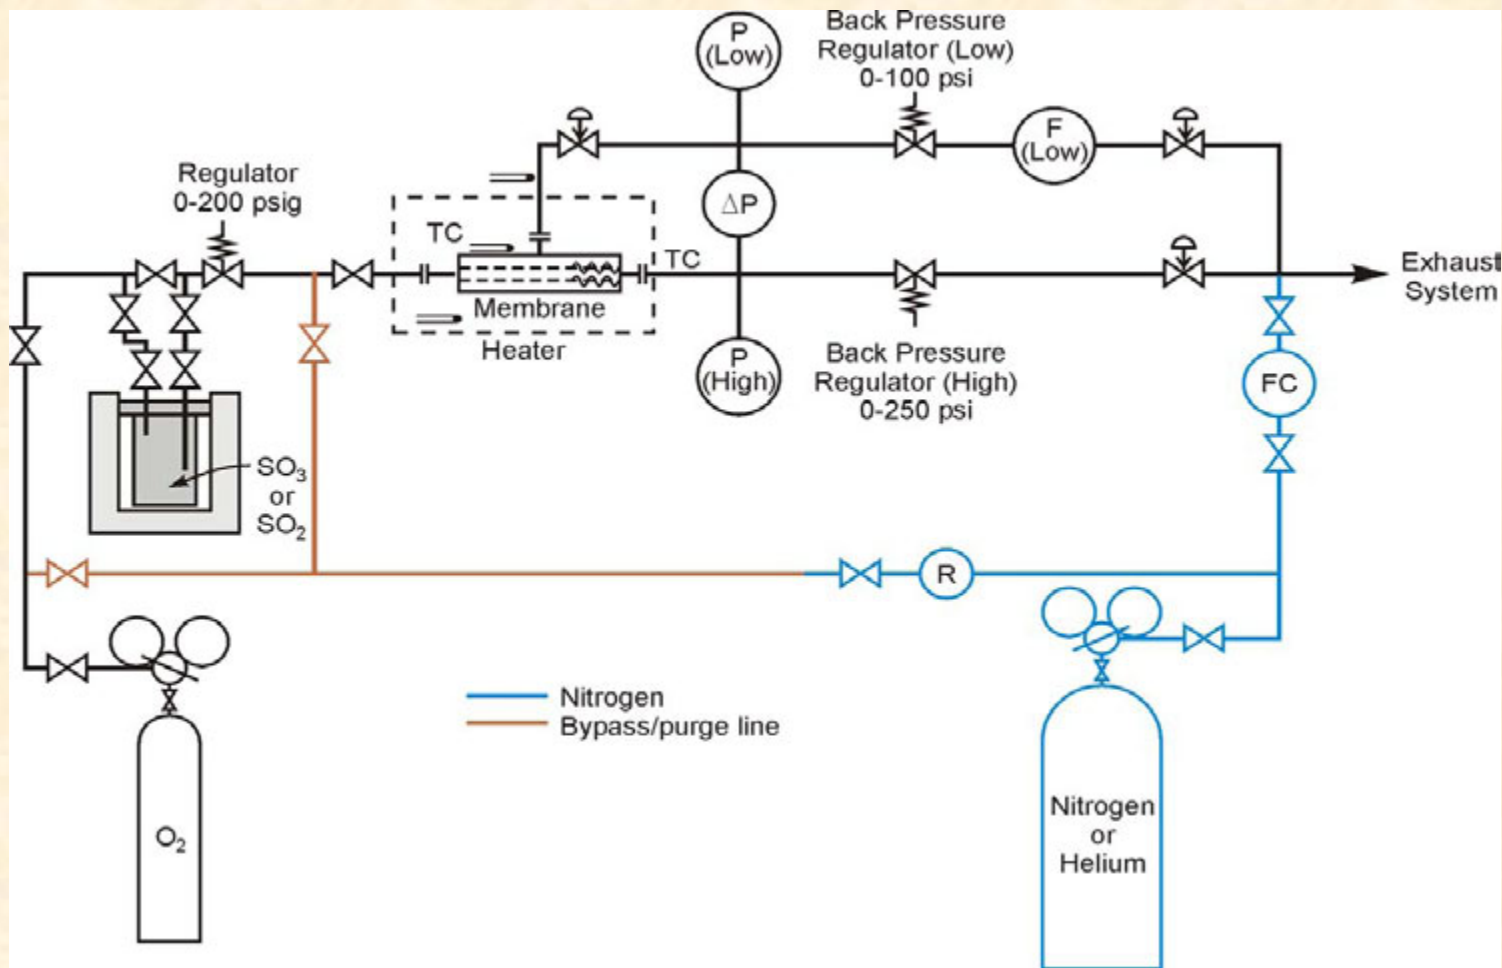 P
(Low)
Back Pressure
Regulator (Low)
0-100 psi
F
(Low)
Regulator
0-200 psig
ΔP
TC
TC
Membrane
Heater
Exhaust
System
P
(High)
Back Pressure
Regulator (High)
0-250 psi
FC
SO₃
or
SO₂
R
Nitrogen
Bypass/purge line
O₂
Nitrogen
or
Helium